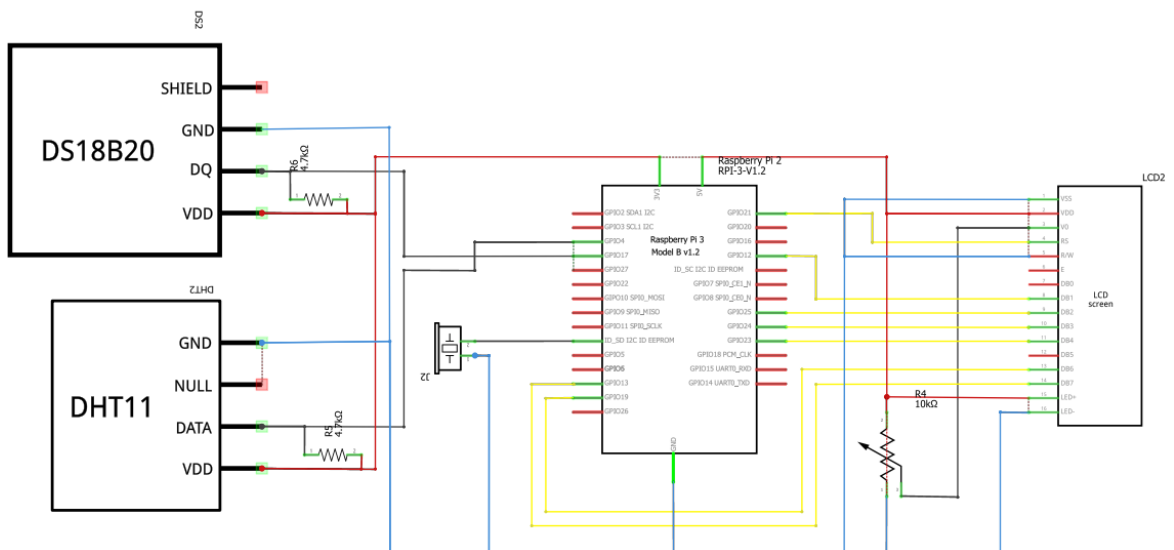 DS2
DS18B20
SHIELD
GND
DQ
VDD
R6
4.7kΩ
DHT2
DHT11
GND
NULL
DATA
VDD
R5
4.7kΩ
J2
Raspberry Pi 2
RPI-3-V1.2
3V3
5V
Raspberry Pi 3
Model B v1.2
GPIO2 SDA1 I2C
GPIO3 SCL1 I2C
GPIO4
GPIO17
GPIO27
GPIO22
GIPO10 SPI0_MOSI
GPIO9 SPI0_MISO
GPIO11 SPI0_SCLK
ID_SD I2C ID EEPROM
GPIO5
GPIO6
GPIO13
GPIO19
GPIO26
GPIO21
GPIO20
GPIO16
GPIO12
ID_SC I2C ID EEPROM
GPIO7 SPI0_CE1_N
GPIO8 SPI0_CE0_N
GPIO25
GPIO24
GPIO23
GPIO18 PCM_CLK
GPIO15 UART0_RXD
GPIO14 UART0_TXD
GND
R4
10kΩ
LCD2
LCD
screen
VSS
VDD
V0
RS
R/W
E
DB0
DB1
DB2
DB3
DB4
DB5
DB6
DB7
LED+
LED-